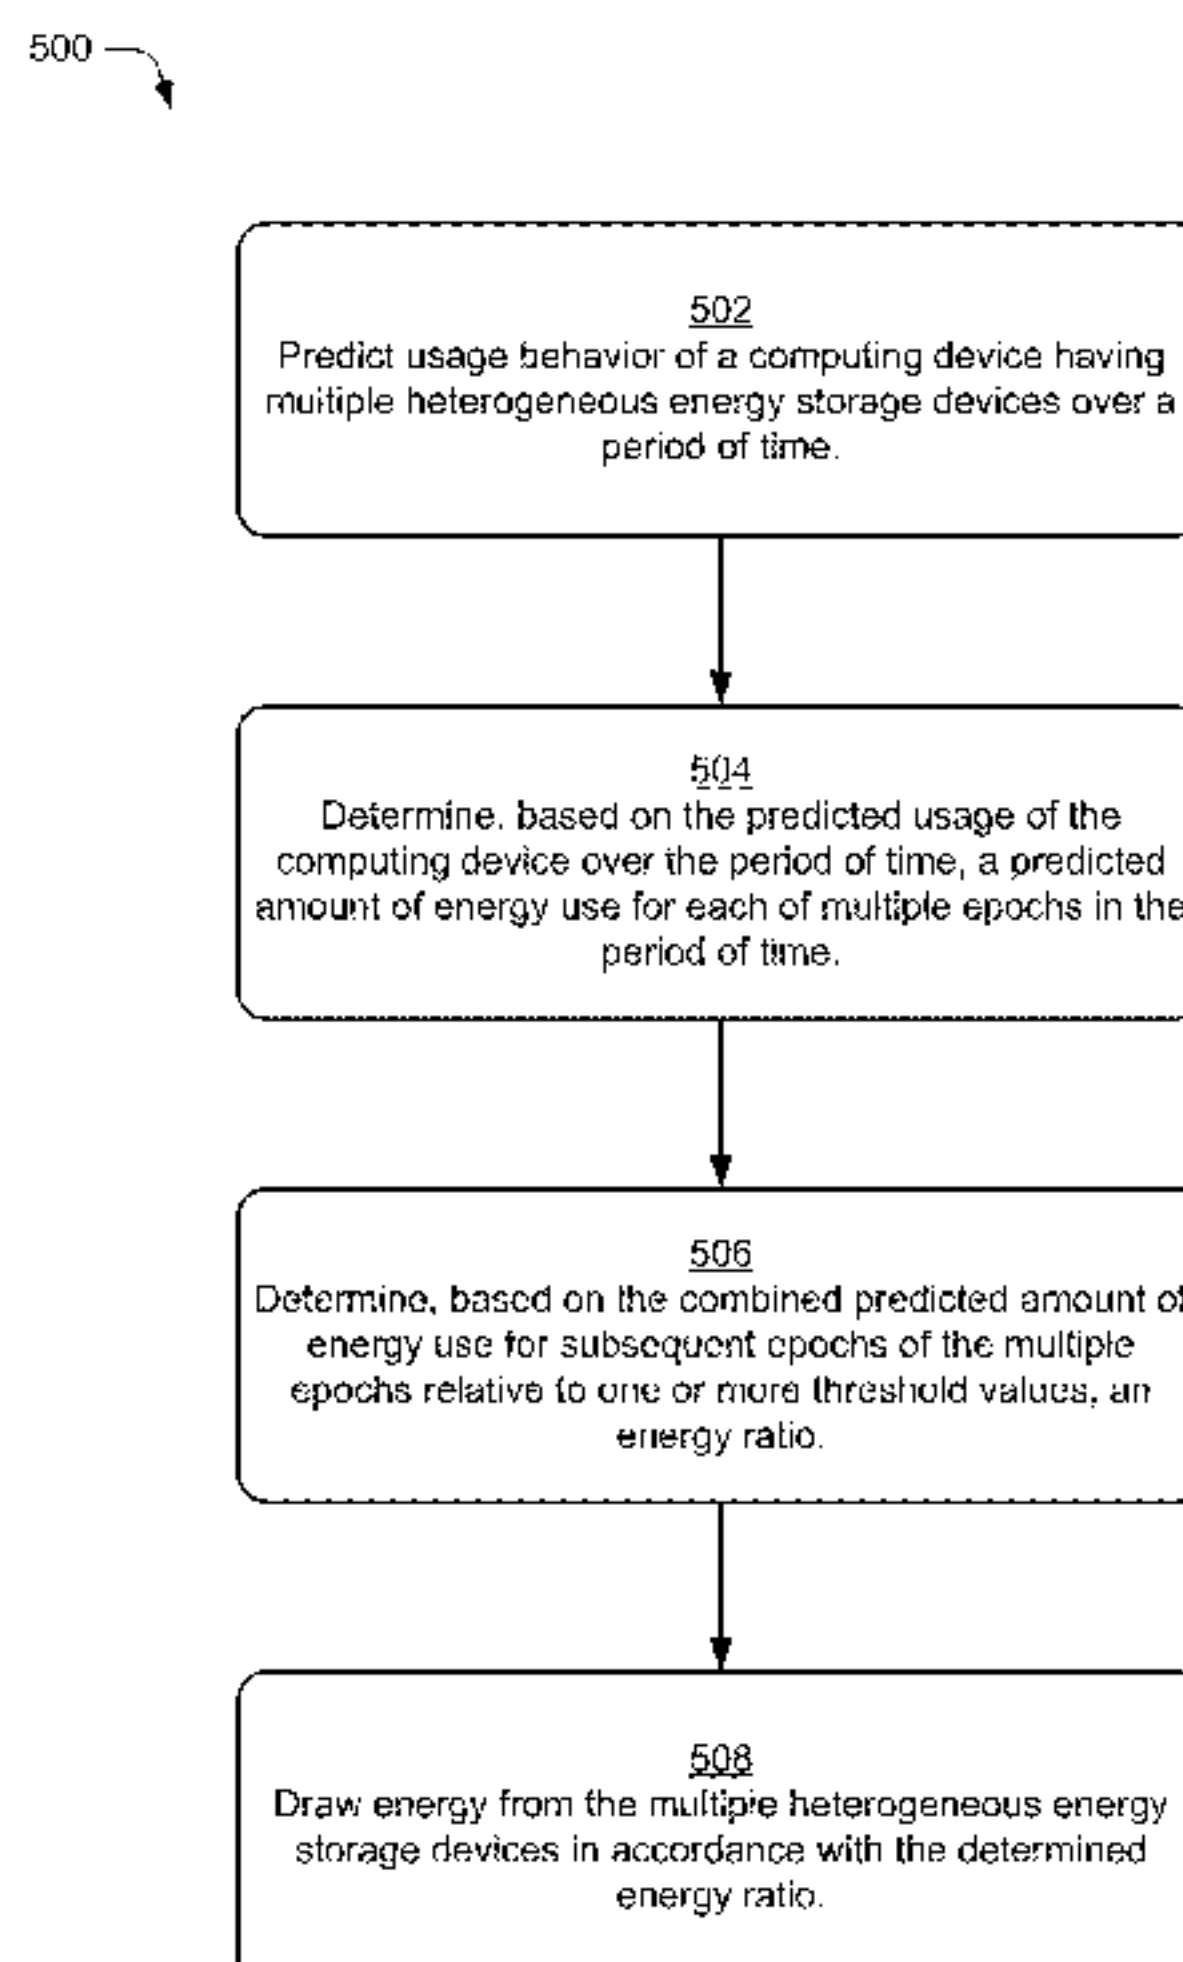 500
502
Predict usage behavior of a computing device having
multiple heterogeneous energy storage devices over a
period of time.
504
Determine, based on the predicted usage of the
computing device over the period of time, a predicted
amount of energy use for each of multiple epochs in the
period of time.
506
Determine, based on the combined predicted amount of
energy use for subsequent epochs of the multiple
epochs relative to one or more threshold values, an
energy ratio.
508
Draw energy from the multiple heterogeneous energy
storage devices in accordance with the determined
energy ratio.